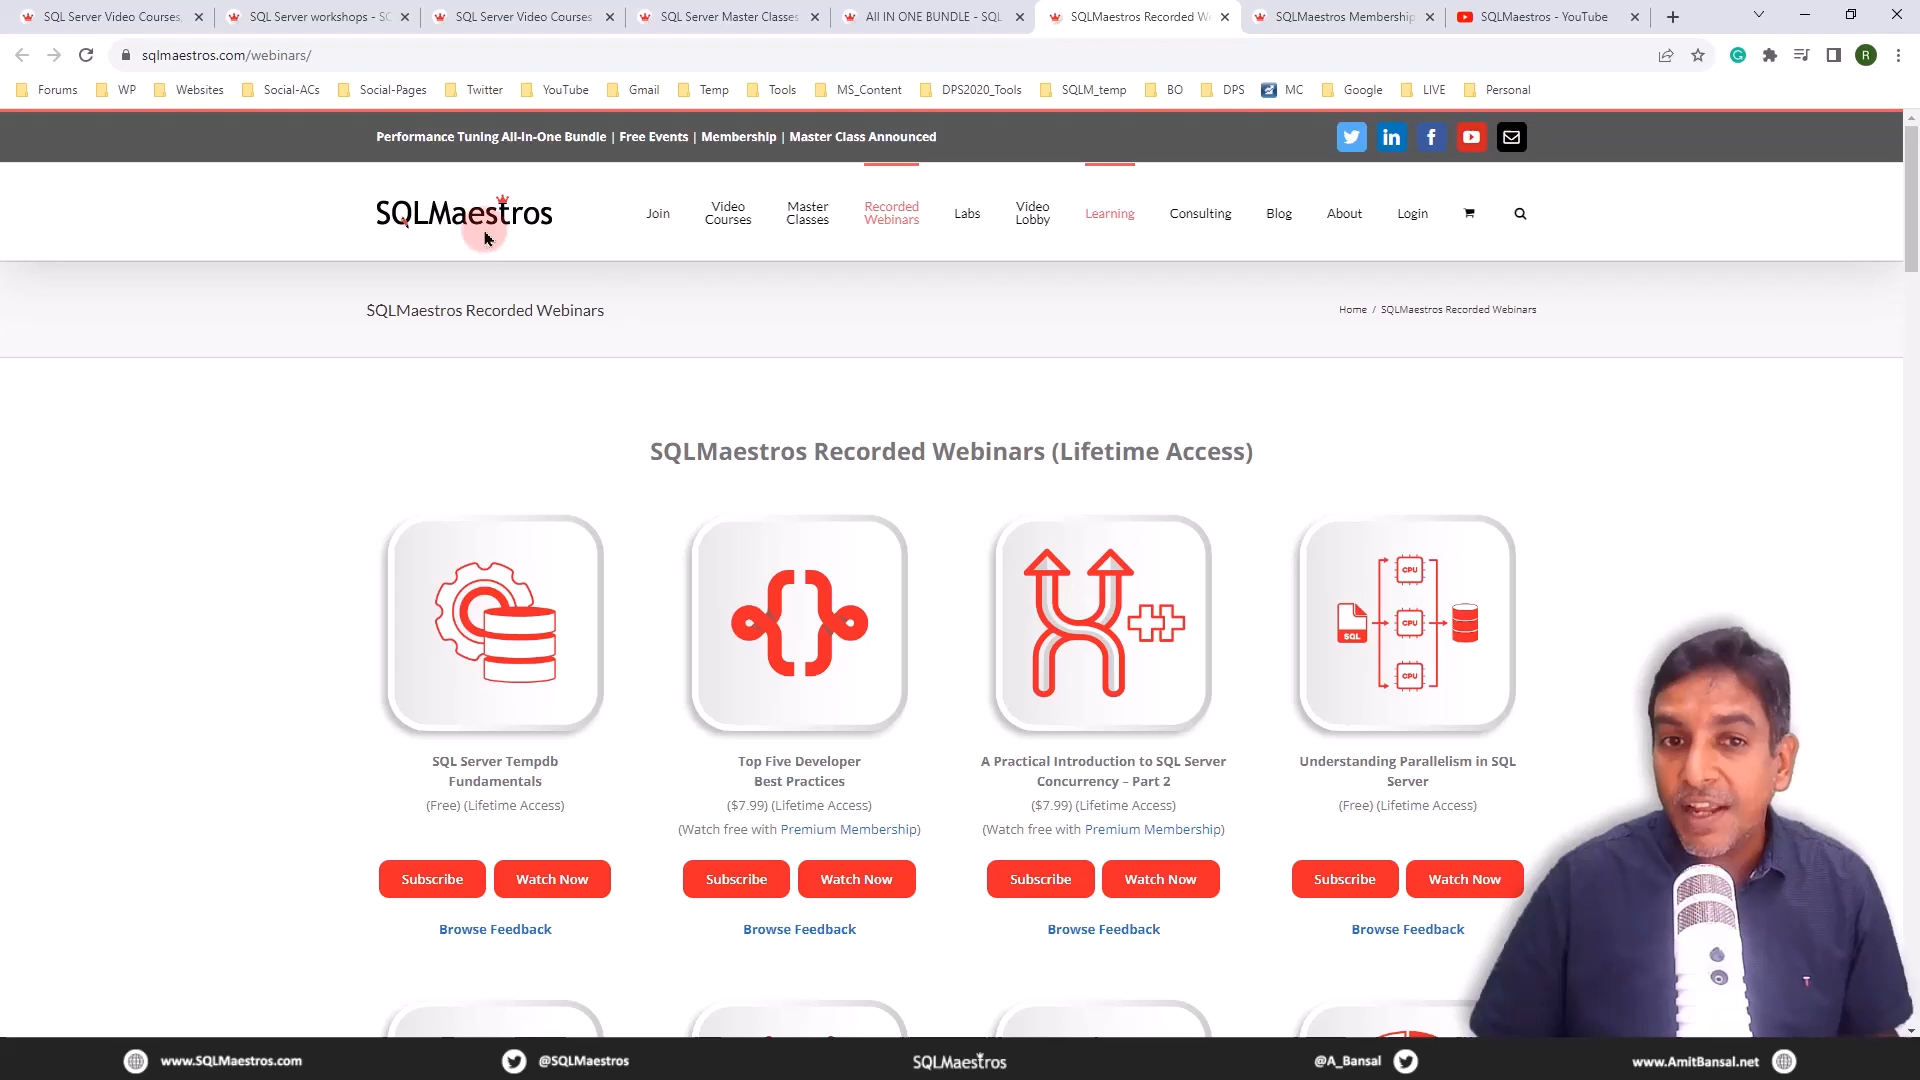 SQL Server Video Courses,
SQL Server workshops - SC
SQL Server Video Courses
SQL Server Master Classes
All IN ONE BUNDLE - SQL
SQLMaestros Recorded W
SQLMaestros Membership
SQLMaestros - YouTube
sqlmaestros.com/webinars/
R
Forums
WP
Websites
Social-ACs
Social-Pages
Twitter
YouTube
Gmail
Temp
Tools
MS_Content
DPS2020_Tools
SQLM_temp
BO
DPS
MC
Google
LIVE
Personal
Performance Tuning All-In-One Bundle | Free Events | Membership | Master Class Announced
SQLMaestros
Join
Video
Courses
Master
Classes
Recorded
Webinars
Labs
Video
Lobby
Learning
Consulting
Blog
About
Login
SQLMaestros Recorded Webinars
Home / SQLMaestros Recorded Webinars
SQLMaestros Recorded Webinars (Lifetime Access)
SQL
CPU
CPU
CPU
SQL Server Tempdb
Fundamentals
(Free) (Lifetime Access)
Subscribe
Watch Now
Browse Feedback
Top Five Developer
Best Practices
($7.99) (Lifetime Access)
(Watch free with Premium Membership)
Subscribe
Watch Now
Browse Feedback
A Practical Introduction to SQL Server
Concurrency – Part 2
($7.99) (Lifetime Access)
(Watch free with Premium Membership)
Subscribe
Watch Now
Browse Feedback
Understanding Parallelism in SQL
Server
(Free) (Lifetime Access)
Subscribe
Watch Now
Browse Feedback
www.SQLMaestros.com
@SQLMaestros
SQLMaestros
@A_Bansal
www.AmitBansal.net